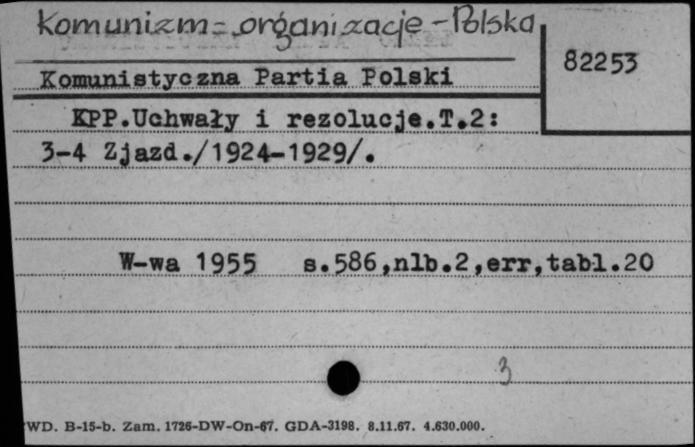 Komunizm - organizacje - Polska
82253
Komunistyczna Partia Polski
KPP.Uchwały i rezolucje.T.2:
3-4 Zjazd./1924-1929/.
W-wa 1955 s.586,nlb.2,err,tabl.20
3
WD. B-15-b. Zam. 1726-DW-On-67. GDA-3198. 8.11.67. 4.630.000.